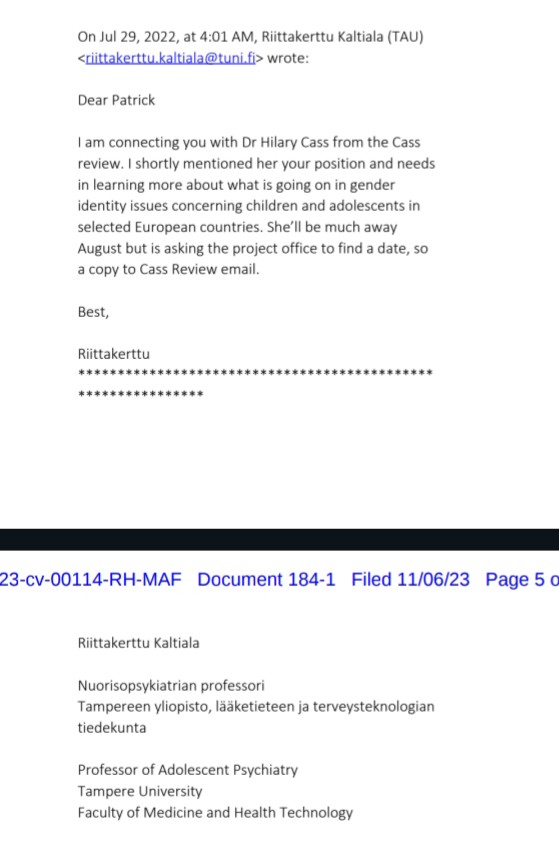 On Jul 29, 2022, at 4:01 AM, Riittakerttu Kaltiala (TAU)
<riittakerttu.kaltiala@tuni.fi> wrote:
Dear Patrick
I am connecting you with Dr Hilary Cass from the Cass
review. I shortly mentioned her your position and needs
in learning more about what is going on in gender
identity issues concerning children and adolescents in
selected European countries. She'll be much away
August but is asking the project office to find a date, so
a copy to Cass Review email.
Best,
Riittakerttu
*********************************************
****************
23-cv-00114-RH-MAF Document 184-1 Filed 11/06/23 Page 5 o
Riittakerttu Kaltiala
Nuorisopsykiatrian professori
Tampereen yliopisto, lääketieteen ja terveysteknologian
tiedekunta
Professor of Adolescent Psychiatry
Tampere University
Faculty of Medicine and Health Technology